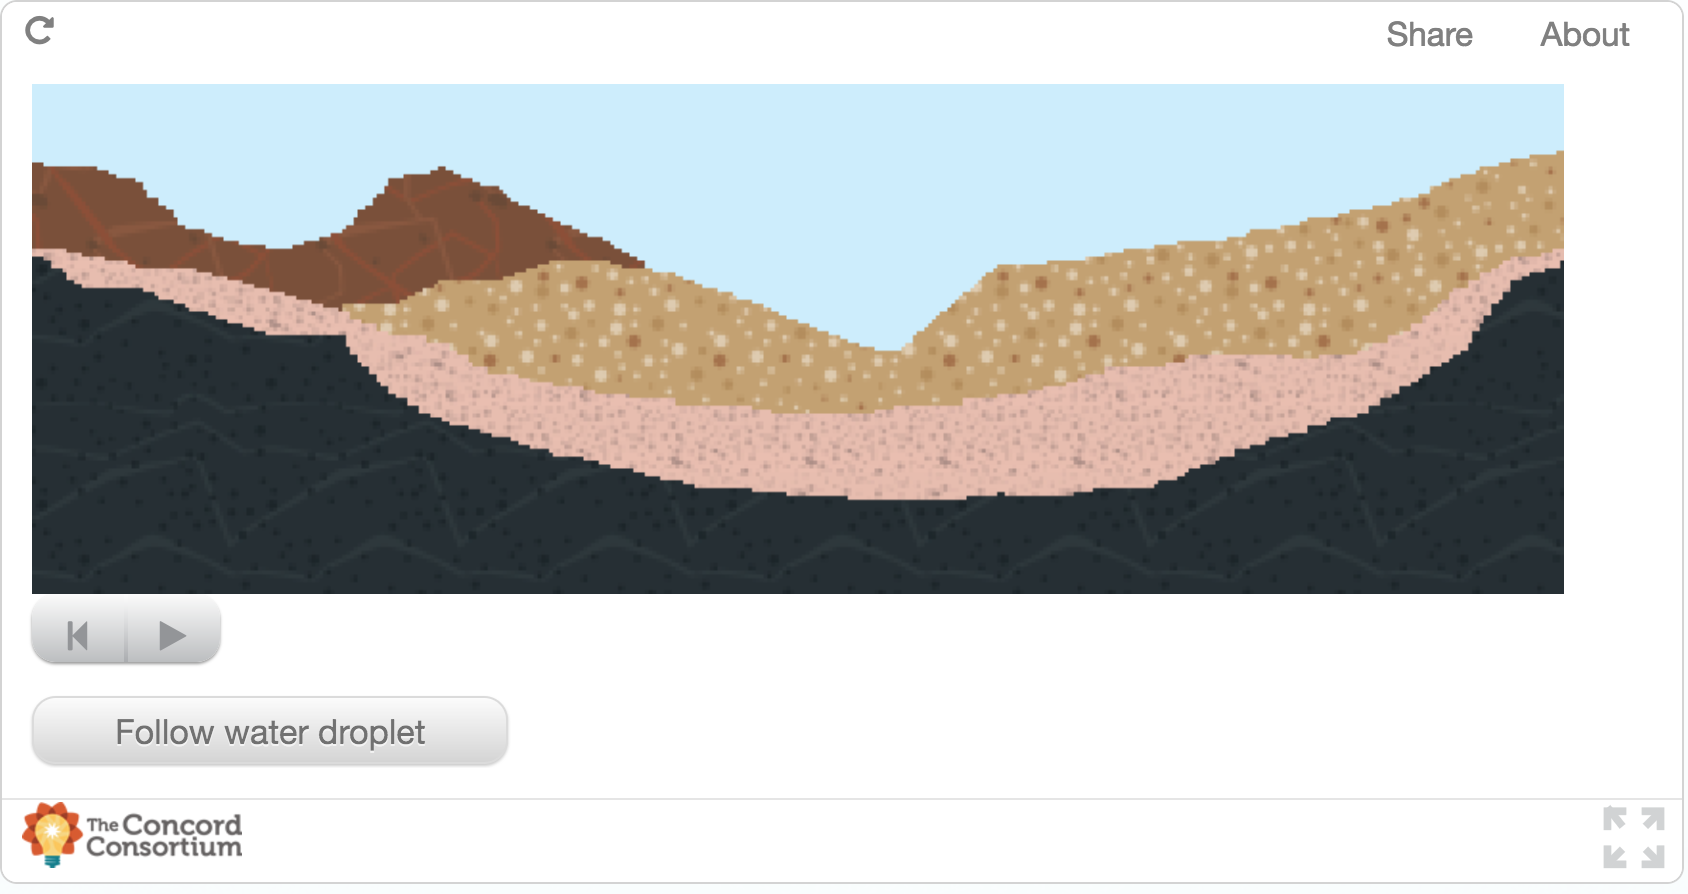 Share About
Follow water droplet
The Concord
Consortium